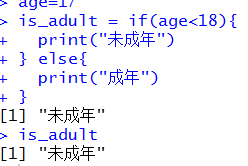 > age=17
> is_adult = if(age<18){
+   print("未成年")
+ } else{
+   print("成年")
+ }
[1] "未成年"
> is_adult
[1] "未成年"